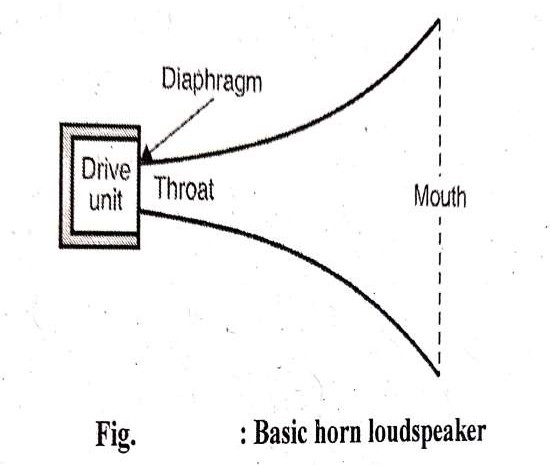 Diaphragm
Drive
unit
Throat
Mouth
Fig. : Basic horn loudspeaker